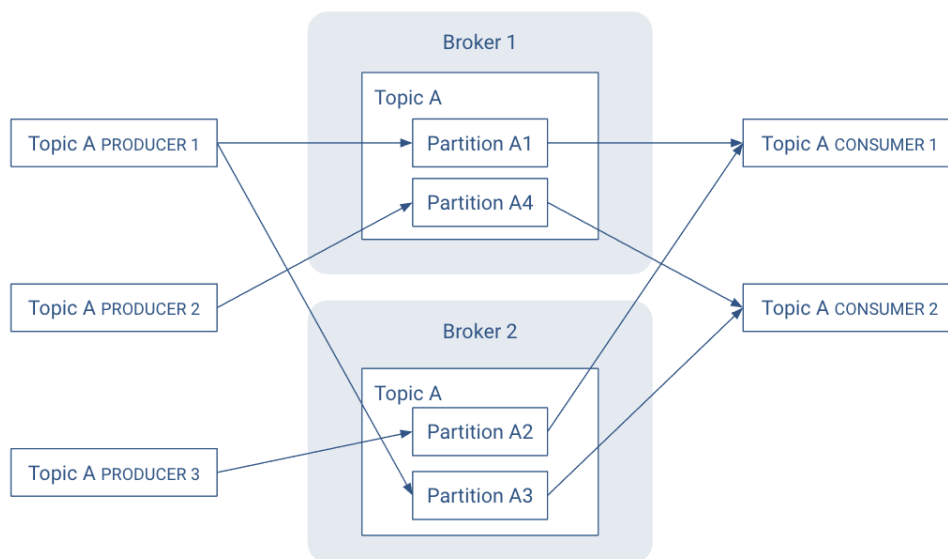 Broker 1
Topic A
Topic A PRODUCER 1
Partition A1
Topic A CONSUMER 1
Partition A4
Topic A PRODUCER 2
Topic A CONSUMER 2
Broker 2
Topic A
Partition A2
Topic A PRODUCER 3
Partition A3